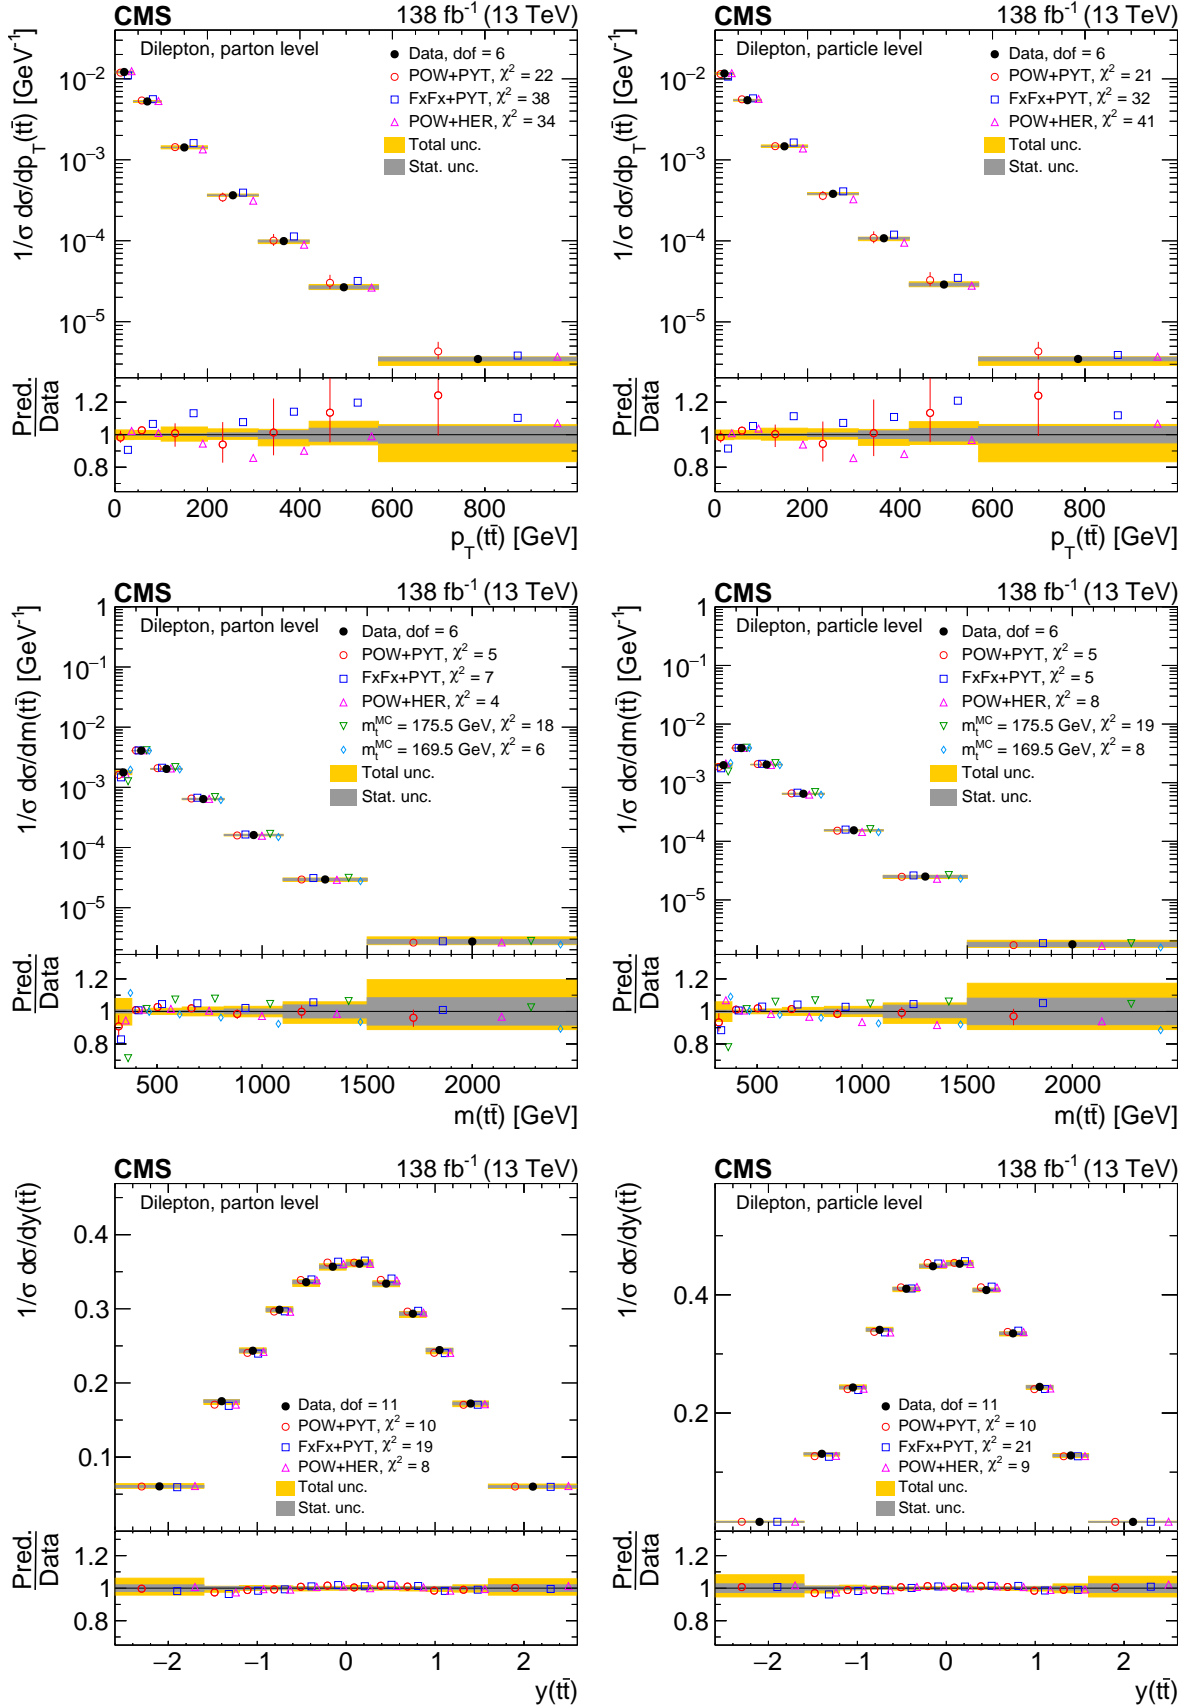 CMS 138 fb⁻¹ (13 TeV)
Dilepton, parton level
Data, dof = 6
POW+PYT, χ² = 22
FxFx+PYT, χ² = 38
POW+HER, χ² = 34
Total unc.
Stat. unc.
1/σ dσ/dp_T(tt̄) [GeV⁻¹]
10⁻²
10⁻³
10⁻⁴
10⁻⁵
Pred.
Data
1.2
1
0.8
0 200 400 600 800
p_T(tt̄) [GeV]
CMS 138 fb⁻¹ (13 TeV)
Dilepton, particle level
Data, dof = 6
POW+PYT, χ² = 21
FxFx+PYT, χ² = 32
POW+HER, χ² = 41
Total unc.
Stat. unc.
1/σ dσ/dp_T(tt̄) [GeV⁻¹]
10⁻²
10⁻³
10⁻⁴
10⁻⁵
Pred.
Data
1.2
1
0.8
0 200 400 600 800
p_T(tt̄) [GeV]
CMS 138 fb⁻¹ (13 TeV)
Dilepton, parton level
Data, dof = 6
POW+PYT, χ² = 5
FxFx+PYT, χ² = 7
POW+HER, χ² = 4
m_t^MC = 175.5 GeV, χ² = 18
m_t^MC = 169.5 GeV, χ² = 6
Total unc.
Stat. unc.
1/σ dσ/dm(tt̄) [GeV⁻¹]
1
10⁻¹
10⁻²
10⁻³
10⁻⁴
10⁻⁵
Pred.
Data
1.2
1
0.8
500 1000 1500 2000
m(tt̄) [GeV]
CMS 138 fb⁻¹ (13 TeV)
Dilepton, particle level
Data, dof = 6
POW+PYT, χ² = 5
FxFx+PYT, χ² = 5
POW+HER, χ² = 8
m_t^MC = 175.5 GeV, χ² = 19
m_t^MC = 169.5 GeV, χ² = 8
Total unc.
Stat. unc.
1/σ dσ/dm(tt̄) [GeV⁻¹]
1
10⁻¹
10⁻²
10⁻³
10⁻⁴
10⁻⁵
Pred.
Data
1.2
1
0.8
500 1000 1500 2000
m(tt̄) [GeV]
CMS 138 fb⁻¹ (13 TeV)
Dilepton, parton level
1/σ dσ/dy(tt̄)
0.4
0.3
0.2
0.1
Data, dof = 11
POW+PYT, χ² = 10
FxFx+PYT, χ² = 19
POW+HER, χ² = 8
Total unc.
Stat. unc.
Pred.
Data
1.2
1
0.8
−2 −1 0 1 2
y(tt̄)
CMS 138 fb⁻¹ (13 TeV)
Dilepton, particle level
1/σ dσ/dy(tt̄)
0.4
0.2
Data, dof = 11
POW+PYT, χ² = 10
FxFx+PYT, χ² = 21
POW+HER, χ² = 9
Total unc.
Stat. unc.
Pred.
Data
1.2
1
0.8
−2 −1 0 1 2
y(tt̄)